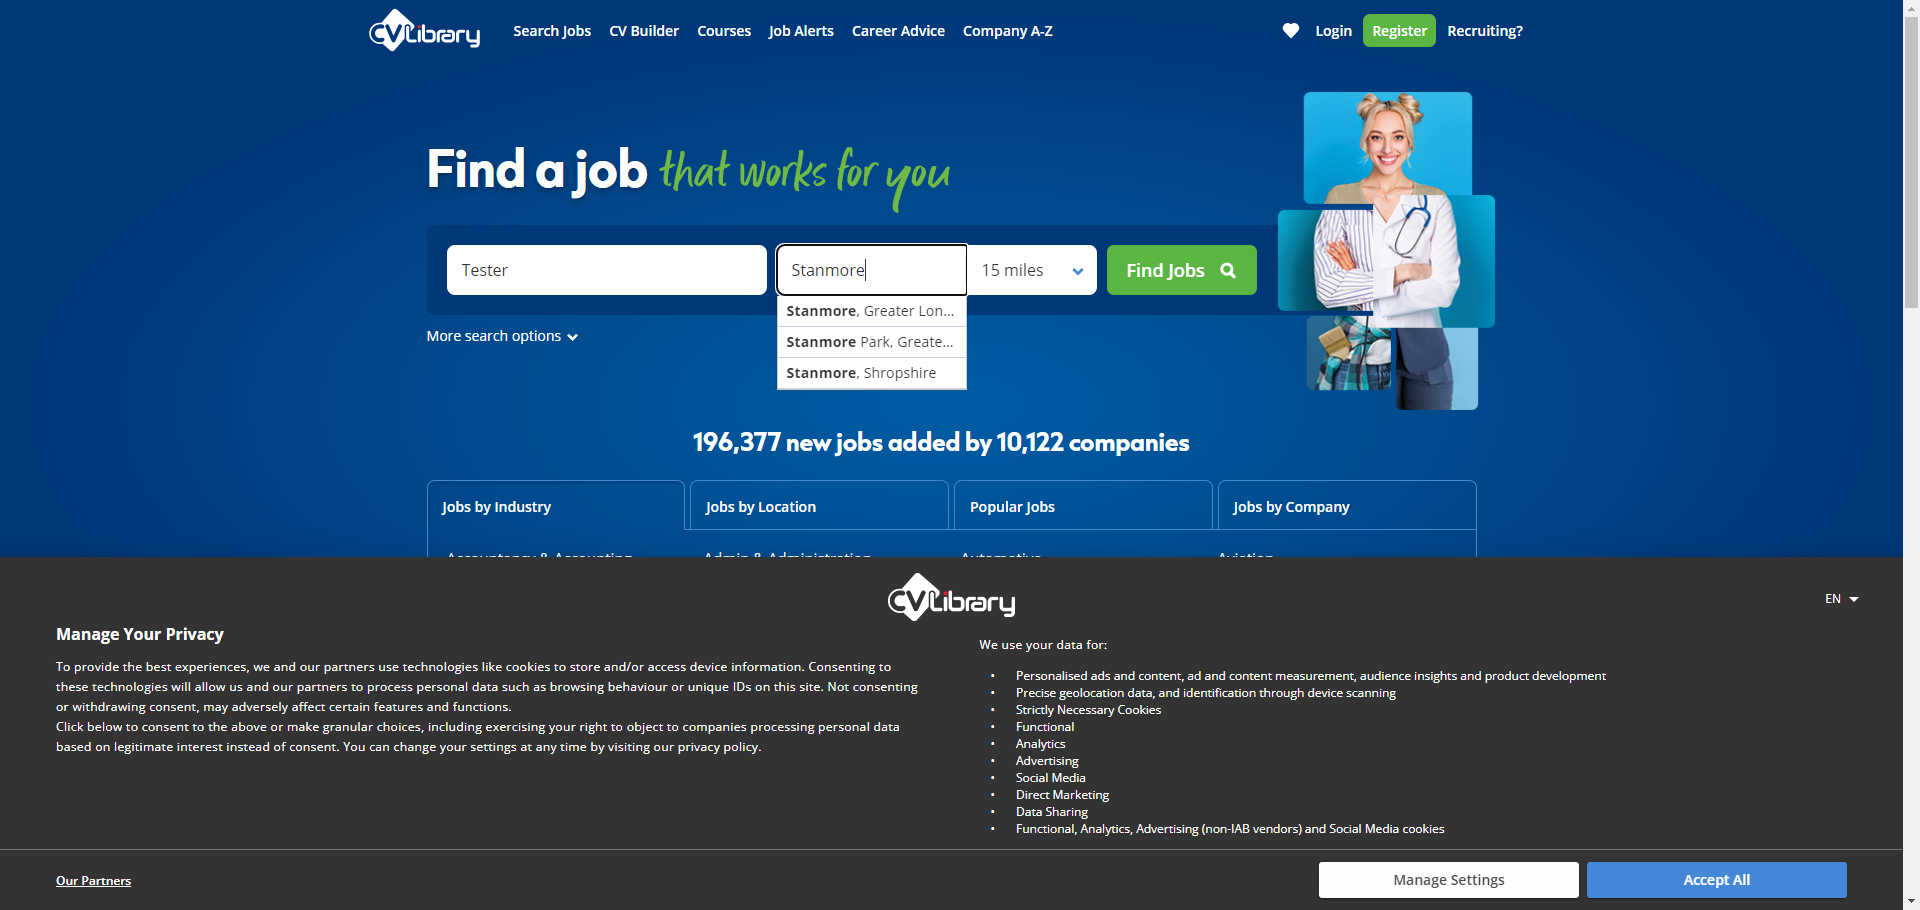 CVLibrary
Search Jobs
CV Builder
Courses
Job Alerts
Career Advice
Company A-Z
Login
Register
Recruiting?
Find a job that works for you
Tester
Stanmore
15 miles
Find Jobs
Stanmore, Greater Lon...
Stanmore Park, Greate...
Stanmore, Shropshire
More search options
196,377 new jobs added by 10,122 companies
Jobs by Industry
Jobs by Location
Popular Jobs
Jobs by Company
Accountancy & Accounting
Admin & Administration
Automotive
Aviation
CVLibrary
EN
Manage Your Privacy
To provide the best experiences, we and our partners use technologies like cookies to store and/or access device information. Consenting to
these technologies will allow us and our partners to process personal data such as browsing behaviour or unique IDs on this site. Not consenting
or withdrawing consent, may adversely affect certain features and functions.
Click below to consent to the above or make granular choices, including exercising your right to object to companies processing personal data
based on legitimate interest instead of consent. You can change your settings at any time by visiting our privacy policy.
We use your data for:
• Personalised ads and content, ad and content measurement, audience insights and product development
• Precise geolocation data, and identification through device scanning
• Strictly Necessary Cookies
• Functional
• Analytics
• Advertising
• Social Media
• Direct Marketing
• Data Sharing
• Functional, Analytics, Advertising (non-IAB vendors) and Social Media cookies
Our Partners
Manage Settings
Accept All